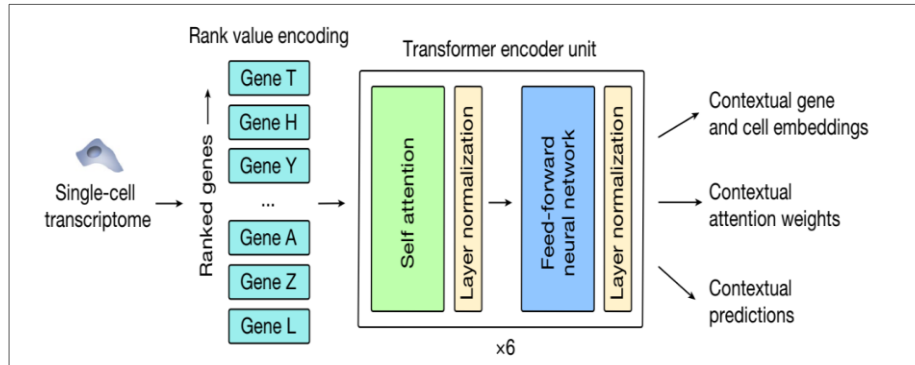 Rank value encoding
Transformer encoder unit
Single-cell
transcriptome
Ranked genes
Gene T
Gene H
Gene Y
...
Gene A
Gene Z
Gene L
Self attention
Layer normalization
Feed-forward
neural network
Layer normalization
×6
Contextual gene
and cell embeddings
Contextual
attention weights
Contextual
predictions